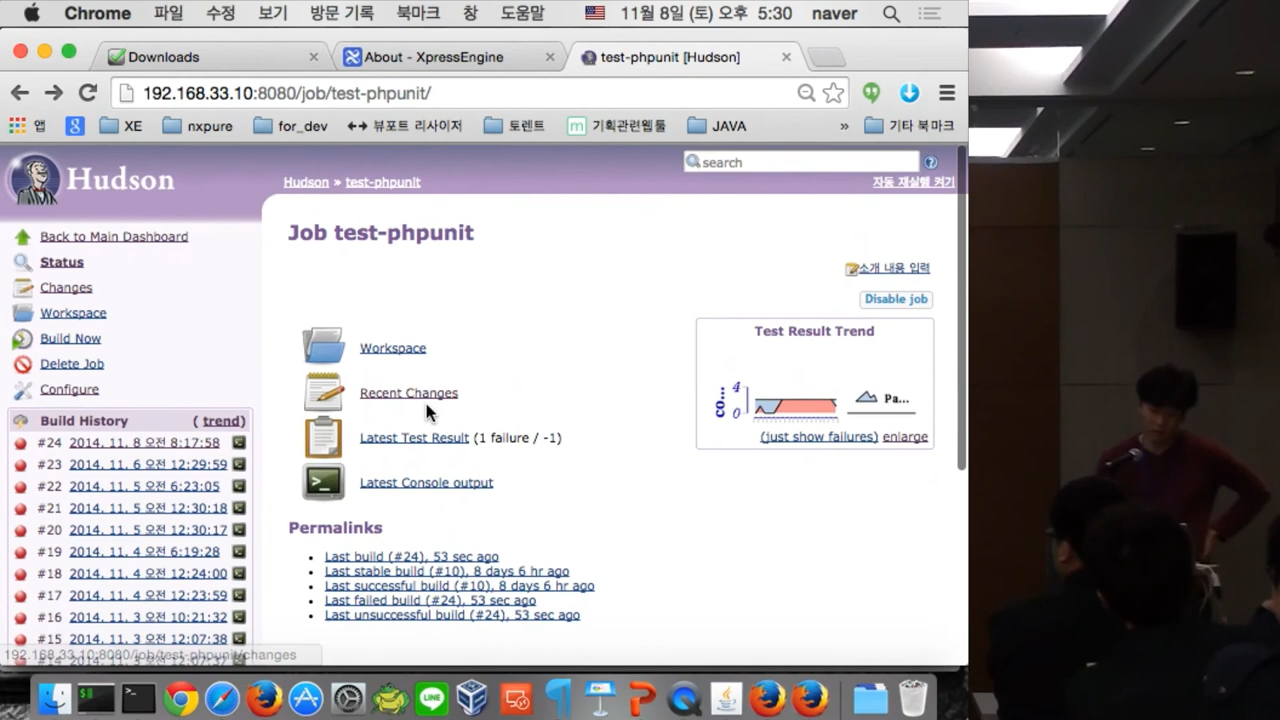 Chrome 파일 수정 보기 방문 기록 북마크 창 도움말 11월 8일 (토) 오후 5:30 naver
Downloads
About - XpressEngine
test-phpunit [Hudson]
192.168.33.10:8080/job/test-phpunit/
앱 XE nxpure for_dev 뷰포트 리사이저 토렌트 m 기획관련웹툴 JAVA » 기타 북마크
Hudson
search
Hudson » test-phpunit
자동 재실행 켜기
Back to Main Dashboard
Status
Changes
Workspace
Build Now
Delete Job
Configure
Build History (trend)
#24 2014. 11. 8 오전 8:17:58
#23 2014. 11. 6 오전 12:29:59
#22 2014. 11. 5 오전 6:23:05
#21 2014. 11. 5 오전 12:30:18
#20 2014. 11. 5 오전 12:30:17
#19 2014. 11. 4 오전 6:19:28
#18 2014. 11. 4 오전 12:24:00
#17 2014. 11. 4 오전 12:23:59
#16 2014. 11. 3 오전 10:21:32
#15 2014. 11. 3 오전 12:07:38
192.168.33.10:8080/job/test-phpunit/changes
Job test-phpunit
소개 내용 입력
Disable job
Workspace
Recent Changes
Latest Test Result (1 failure / -1)
Latest Console output
Test Result Trend
co...
4
0
Pa...
(just show failures) enlarge
Permalinks
Last build (#24), 53 sec ago
Last stable build (#10), 8 days 6 hr ago
Last successful build (#10), 8 days 6 hr ago
Last failed build (#24), 53 sec ago
Last unsuccessful build (#24), 53 sec ago
LINE